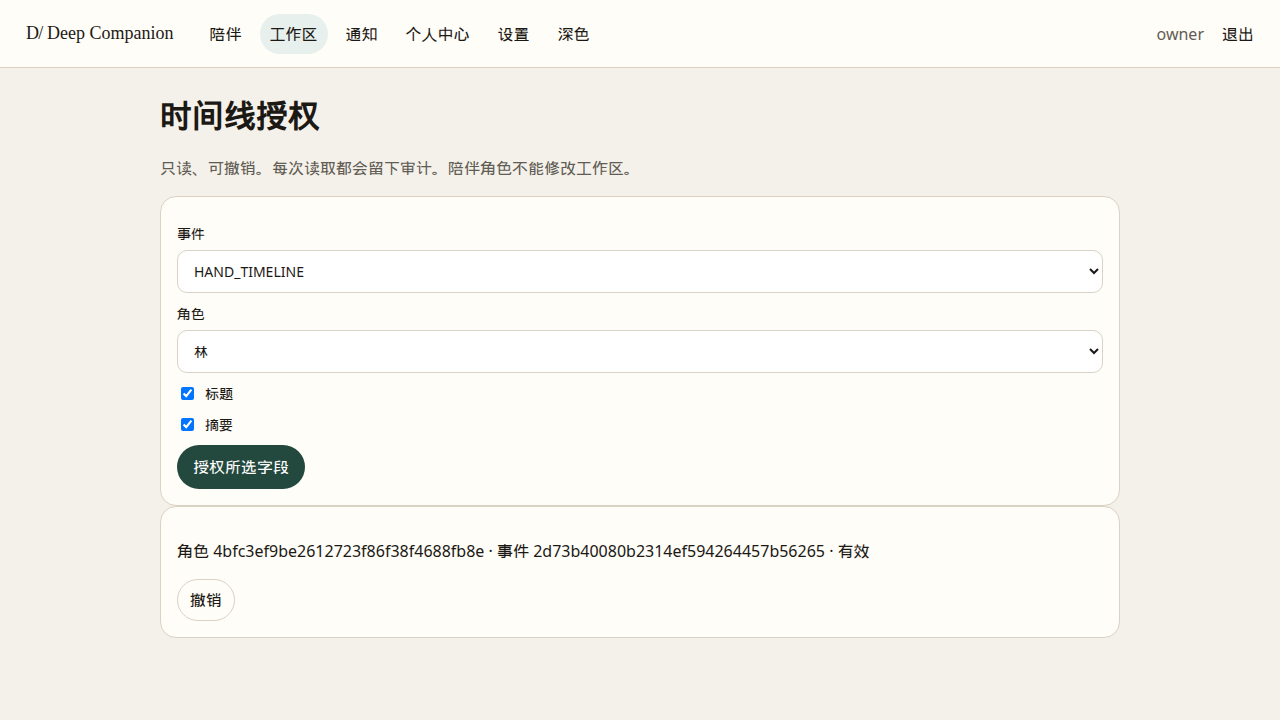 D/ Deep Companion 陪伴 工作区 通知 个人中心 设置 深色 owner 退出
时间线授权
只读、可撤销。每次读取都会留下审计。陪伴角色不能修改工作区。
事件
HAND_TIMELINE
角色
林
标题
摘要
授权所选字段
角色 4bfc3ef9be2612723f86f38f4688fb8e · 事件 2d73b40080b2314ef594264457b56265 · 有效
撤销